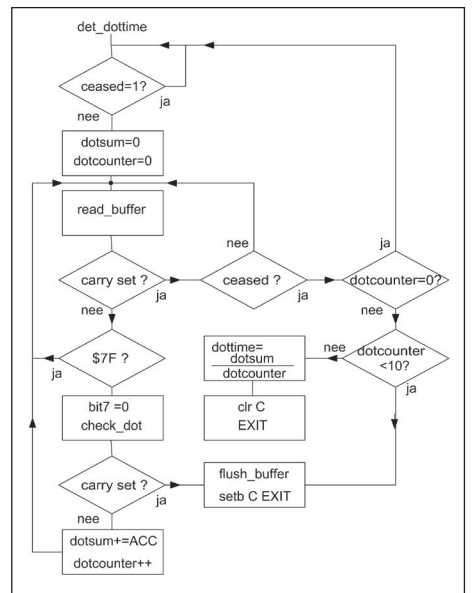 det_dottime
ceased=1?
ja
nee
dotsum=0
dotcounter=0
read_buffer
nee
ja
carry set ?
ja
ceased ?
ja
dotcounter=0?
nee
nee
$7F ?
ja
dottime=
dotsum
dotcounter
nee
dotcounter
<10?
ja
bit7 =0
check_dot
clr C
EXIT
carry set ?
ja
flush_buffer
setb C EXIT
nee
dotsum+=ACC
dotcounter++